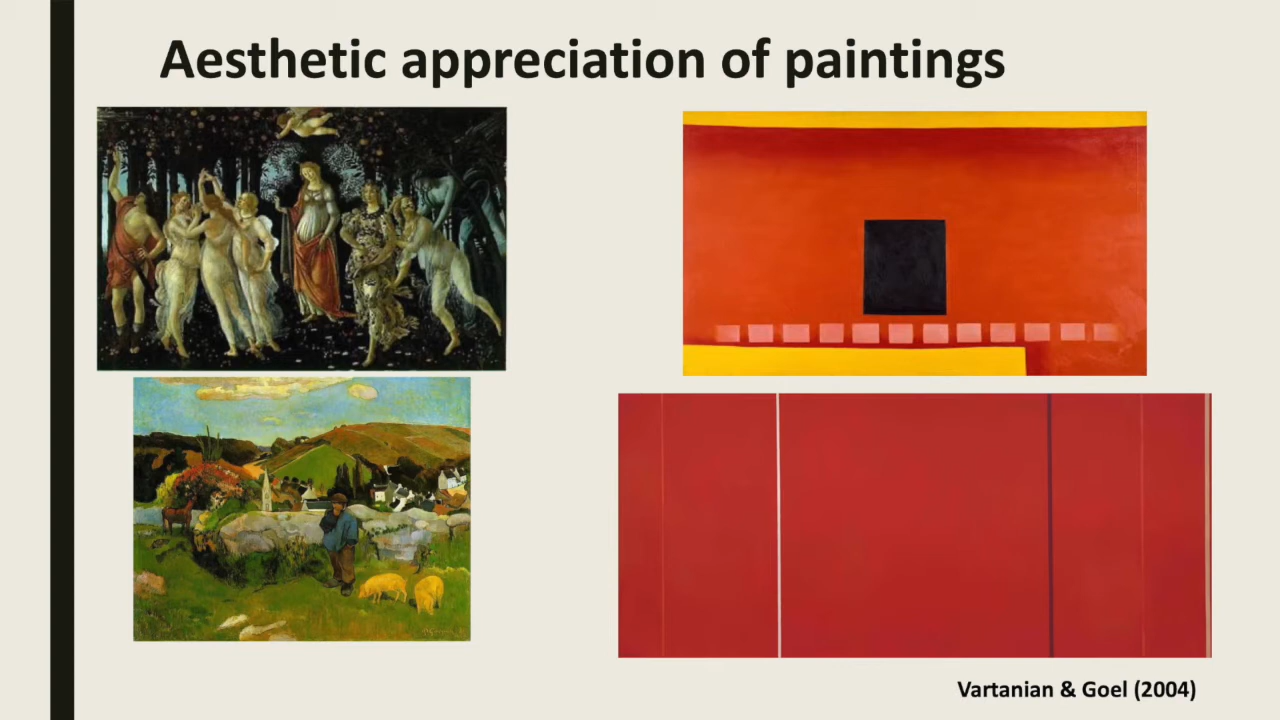 Aesthetic appreciation of paintings
Vartanian & Goel (2004)